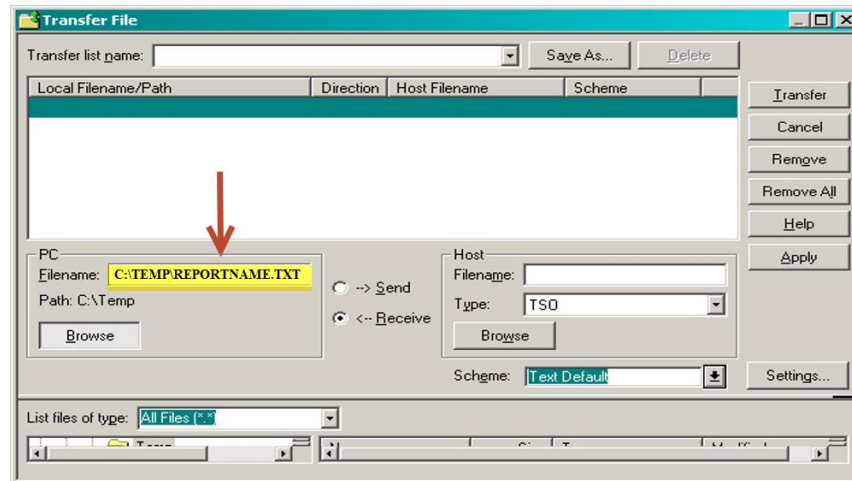 Transfer File
Transfer list name: Save As... Delete
Local Filename/Path Direction Host Filename Scheme
Transfer
Cancel
Remove
Remove All
Help
Apply
PC
Filename: C:\TEMP\REPORTNAME.TXT
Path: C:\Temp
Browse
--> Send
<-- Receive
Host
Filename:
Type: TSO
Browse
Scheme: Text Default
Settings...
List files of type: All Files (*.*)